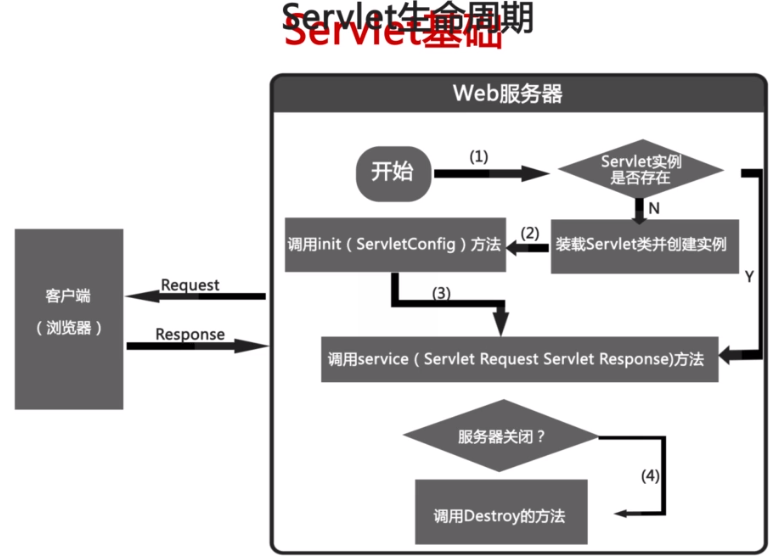 Servlet生命周期
Servlet基础
Web服务器
开始
(1)
Servlet实例
是否存在
N
装载Servlet类并创建实例
(2)
调用init（ServletConfig）方法
Y
(3)
调用service（Servlet Request Servlet Response)方法
客户端
（浏览器）
Request
Response
服务器关闭？
(4)
调用Destroy的方法